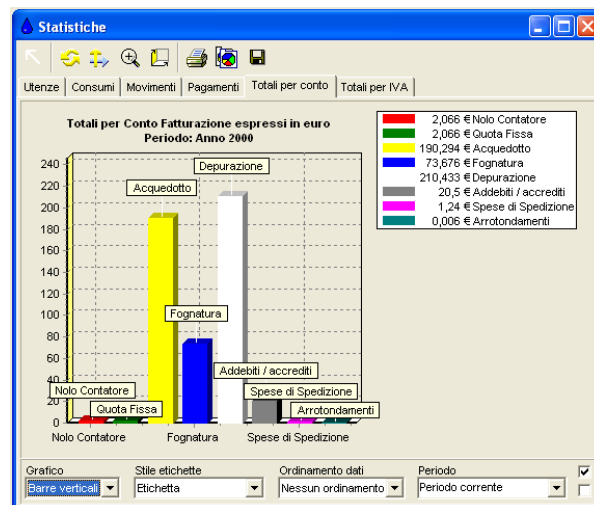 Statistiche
Utenze Consumi Movimenti Pagamenti Totali per conto Totali per IVA
Totali per Conto Fatturazione espressi in euro
Periodo: Anno 2000
2,066 € Nolo Contatore
2,066 € Quota Fissa
190,294 € Acquedotto
73,676 € Fognatura
210,433 € Depurazione
20,5 € Addebiti / accrediti
1,24 € Spese di Spedizione
0,006 € Arrotondamenti
240
220
200
180
160
140
120
100
80
60
40
20
0
Depurazione
Acquedotto
Fognatura
Addebiti / accrediti
Nolo Contatore
Spese di Spedizione
Quota Fissa
Arrotondamenti
Nolo Contatore Fognatura Spese di Spedizione
Grafico Stile etichette Ordinamento dati Periodo
Barre verticali Etichetta Nessun ordinamento Periodo corrente